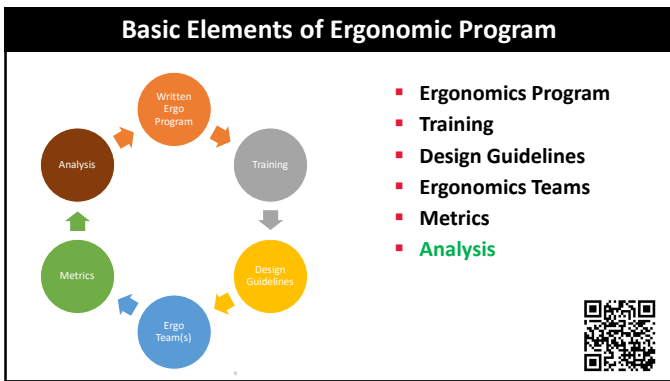 Basic Elements of Ergonomic Program
Written
Ergo
Program
Training
Design
Guidelines
Ergo
Team(s)
Metrics
Analysis
Ergonomics Program
Training
Design Guidelines
Ergonomics Teams
Metrics
Analysis